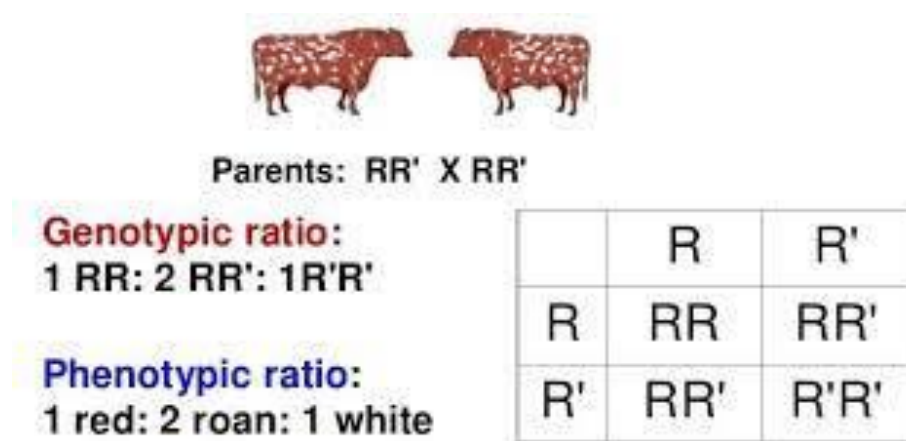 Parents: RR' X RR'
Genotypic ratio:
1 RR: 2 RR': 1R'R'
Phenotypic ratio:
1 red: 2 roan: 1 white
R R'
R RR RR'
R' RR' R'R'